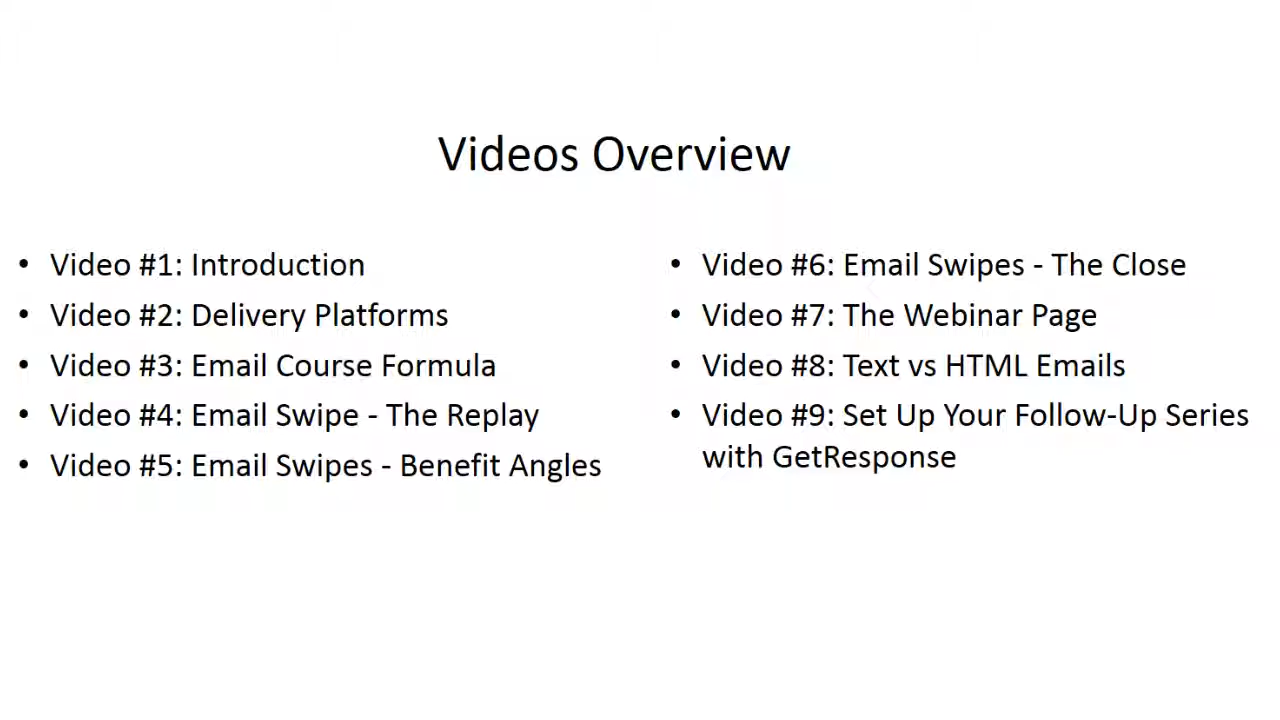 Videos Overview
• Video #1: Introduction
• Video #2: Delivery Platforms
• Video #3: Email Course Formula
• Video #4: Email Swipe - The Replay
• Video #5: Email Swipes - Benefit Angles
• Video #6: Email Swipes - The Close
• Video #7: The Webinar Page
• Video #8: Text vs HTML Emails
• Video #9: Set Up Your Follow-Up Series
with GetResponse